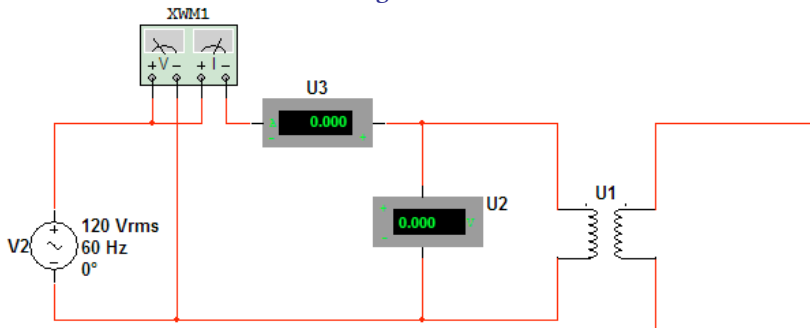 XWM1
+ V − + I −
U3
0.000
A
− +
U2
+
0.000
−
U1
V2
+
−
120 Vrms
60 Hz
0°